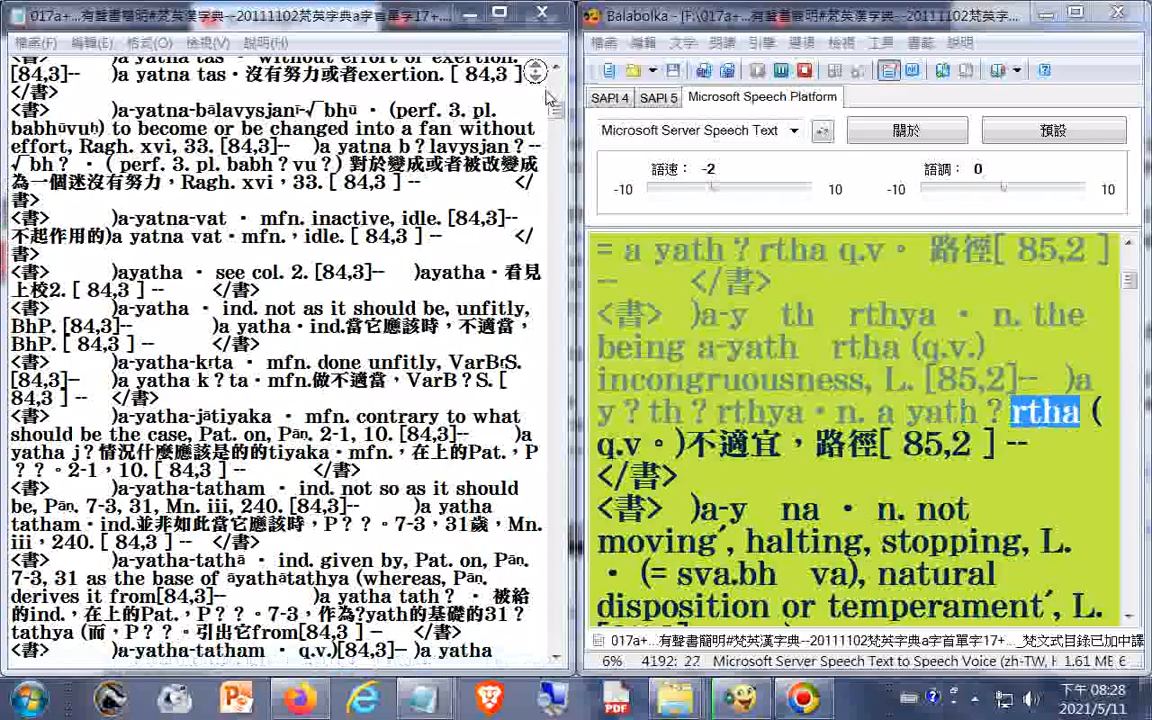 017a+...有聲書簡明#梵英漢字典--20111102梵英字典a字首單字17+...
檔案(F) 編輯(E) 格式(O) 檢視(V) 說明(H)
[84,3]-- )a yatna tas‧沒有努力或者exertion. [ 84,3 ]
</書>
<書> )a-yatna-bālavysjanī-√ bhū ‧ (perf. 3. pl.
babhūvuḥ) to become or be changed into a fan without
effort, Ragh. xvi, 33. [84,3]-- )a yatna b？lavysjan？--
√ bh？ ‧ ( perf. 3. pl. babh？vu？) 對於變成或者被改變成
為一個迷沒有努力，Ragh. xvi，33. [ 84,3 ] -- </
書>
<書> )a-yatna-vat ‧ mfn. inactive, idle. [84,3]--
不起作用的)a yatna vat‧mfn.，idle. [ 84,3 ] -- </
書>
<書> )ayatha ‧ see col. 2. [84,3]-- )ayatha‧看見
上校2. [ 84,3 ] -- </書>
<書> )a-yatha ‧ ind. not as it should be, unfitly,
BhP. [84,3]-- )a yatha‧ind.當它應該時，不適當，
BhP. [ 84,3 ] -- </書>
<書> )a-yatha-kṛta ‧ mfn. done unfitly, VarBṛS.
[84,3]-- )a yatha k？ta‧mfn.做不適當，VarB？S. [
84,3 ] -- </書>
<書> )a-yatha-jātiyaka ‧ mfn. contrary to what
should be the case, Pat. on, Pāṇ. 2-1, 10. [84,3]-- )a
yatha j？情況什麼應該是的的tiyaka‧mfn.，在上的Pat.，P
？？。2-1，10. [ 84,3 ] -- </書>
<書> )a-yatha-tatham ‧ ind. not so as it should
be, Pāṇ. 7-3, 31, Mn. iii, 240. [84,3]-- )a yatha
tatham‧ind.並非如此當它應該時，P？？。7-3，31歲，Mn.
iii，240. [ 84,3 ] -- </書>
<書> )a-yatha-tathā ‧ ind. given by, Pat. on, Pāṇ.
7-3, 31 as the base of āyathātathya (whereas, Pāṇ.
derives it from[84,3]-- )a yatha tath？ ‧ 被給
的ind.，在上的Pat.，P？？。7-3，作為?yath的基礎的31？
tathya (而，P？？。引出它from[84,3 ] -- </書>
<書> )a-yatha-tatham ‧ q.v.)[84,3]-- )a yatha
Balabolka - [F:\017a+...有聲書簡明#梵英漢字典--20111102梵英字...
檔案 編輯 文字 朗讀 引擎 選項 檢視 工具 書籤 說明
SAPI 4 SAPI 5 Microsoft Speech Platform
Microsoft Server Speech Text 關於 預設
語速： -2 語調： 0
-10 10 -10 10
= a yath？rtha q.v。 路徑[ 85,2 ]
-- </書>
<書> )a-y th rthya ‧ n. the
being a-yath rtha (q.v.)
incongruousness, L. [85,2]-- )a
y？th？rthya‧n. a yath？rtha (
q.v。)不適宜，路徑[ 85,2 ] --
</書>
<書> )a-y na ‧ n. not
moving´, halting, stopping, L.
‧ (= sva.bh va), natural
disposition or temperament´, L.
017a+...有聲書簡明#梵英漢字典--20111102梵英字典a字首單字17+..._梵文式目錄已加中譯
6% 4192: 22 Microsoft Server Speech Text to Speech Voice (zh-TW, H 1.61 MB 6
下午 08:28
2021/5/11